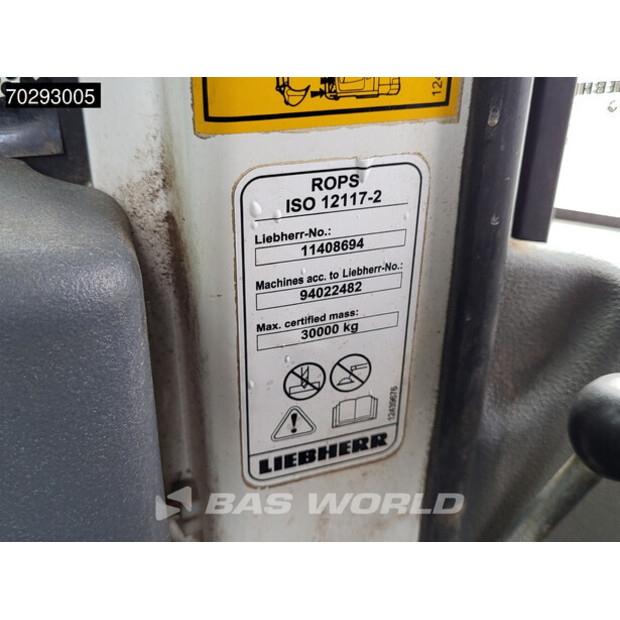 70293005
ROPS
ISO 12117-2
Liebherr-No.:
11408694
Machines acc. to Liebherr-No.:
94022482
Max. certified mass:
30000 kg
12439676
LIEBHERR
BAS WORLD